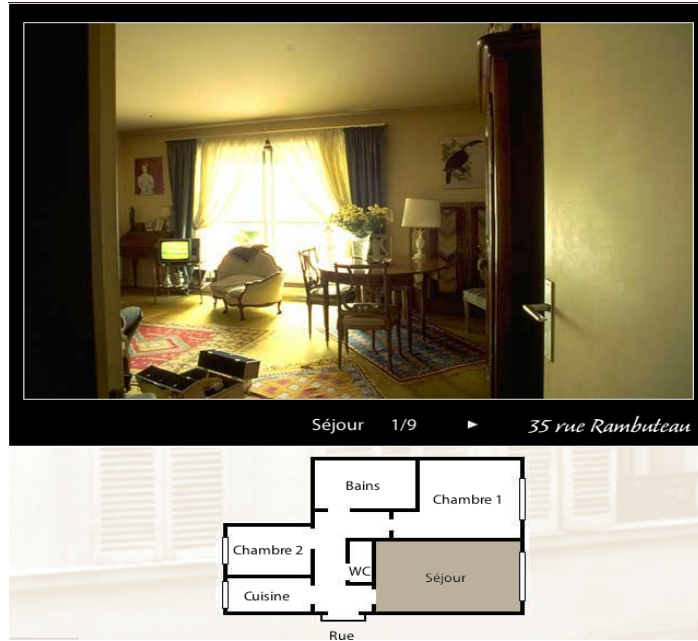 Séjour 1/9 ► 35 rue Rambuteau
Bains
Chambre 1
Chambre 2
WC
Séjour
Cuisine
Rue